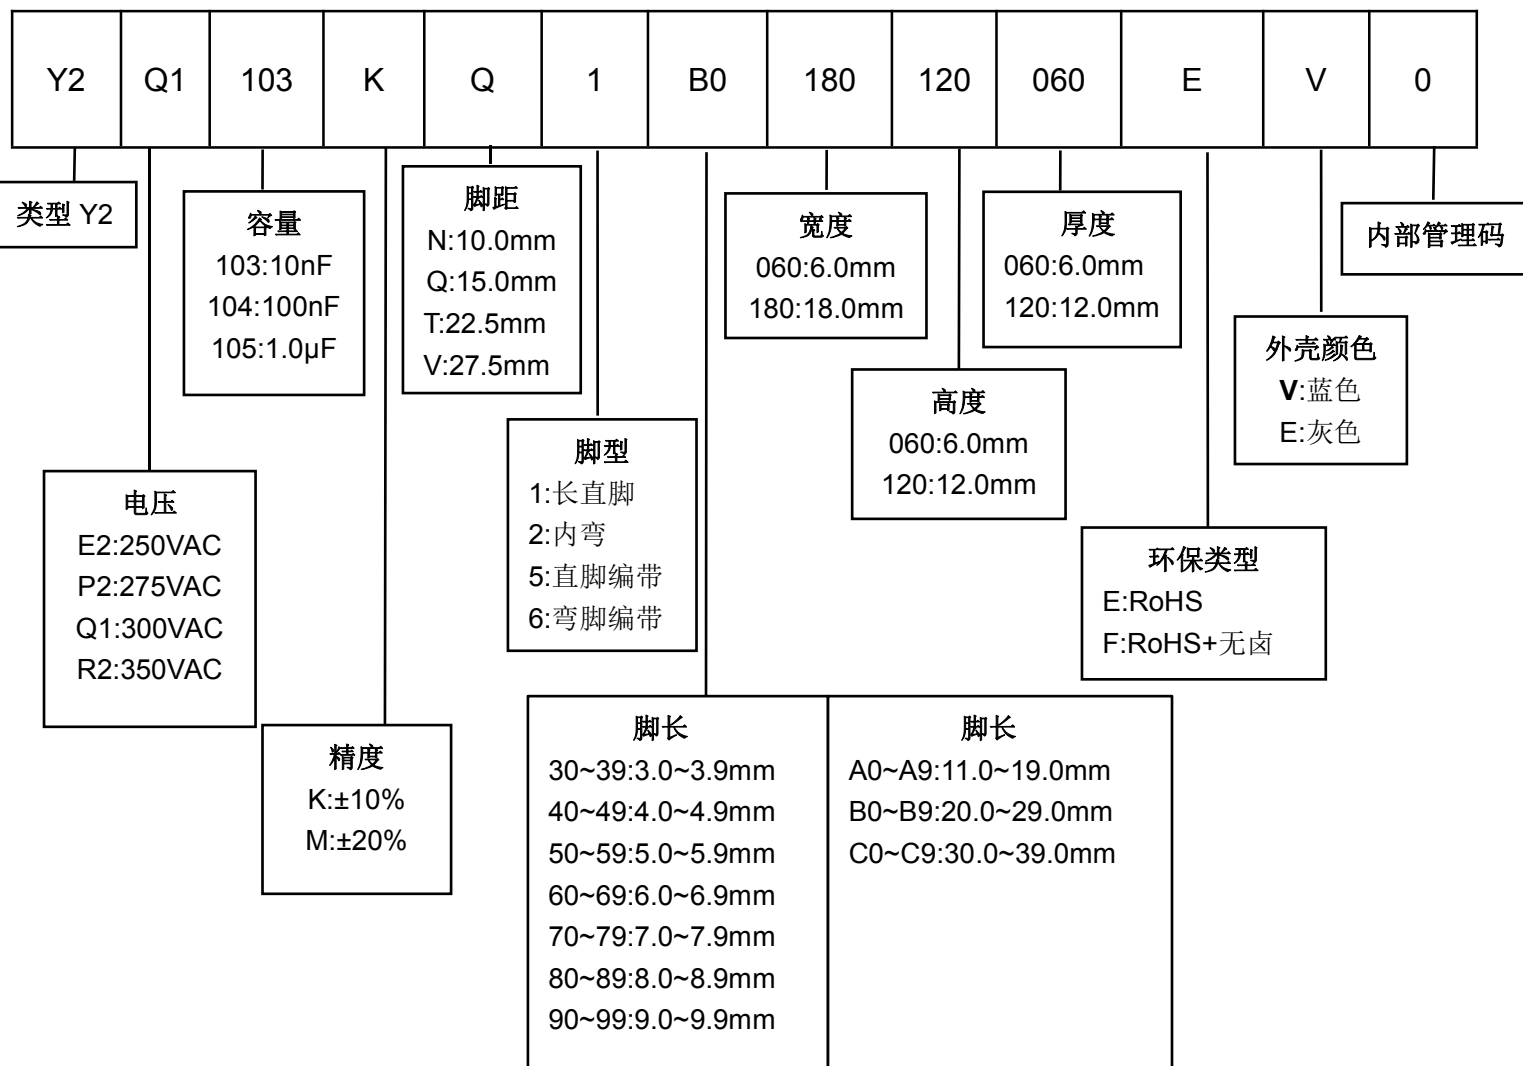 Y2 Q1 103 K Q 1 B0 180 120 060 E V 0
类型 Y2
容量
103:10nF
104:100nF
105:1.0μF
脚距
N:10.0mm
Q:15.0mm
T:22.5mm
V:27.5mm
宽度
060:6.0mm
180:18.0mm
厚度
060:6.0mm
120:12.0mm
内部管理码
外壳颜色
V:蓝色
E:灰色
高度
060:6.0mm
120:12.0mm
脚型
1:长直脚
2:内弯
5:直脚编带
6:弯脚编带
电压
E2:250VAC
P2:275VAC
Q1:300VAC
R2:350VAC
环保类型
E:RoHS
F:RoHS+无卤
精度
K:±10%
M:±20%
脚长
30~39:3.0~3.9mm
40~49:4.0~4.9mm
50~59:5.0~5.9mm
60~69:6.0~6.9mm
70~79:7.0~7.9mm
80~89:8.0~8.9mm
90~99:9.0~9.9mm
脚长
A0~A9:11.0~19.0mm
B0~B9:20.0~29.0mm
C0~C9:30.0~39.0mm